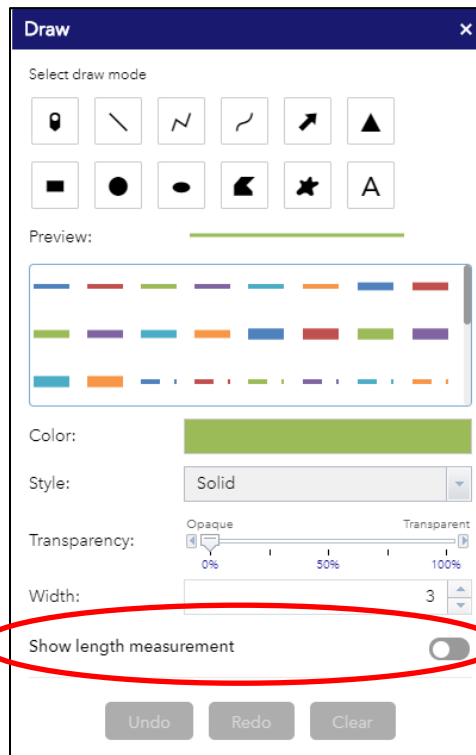 Draw ×
Select draw mode
A
Preview:
Color:
Style: Solid
Opaque Transparent
Transparency:
0% 50% 100%
Width: 3
Show length measurement
Undo Redo Clear